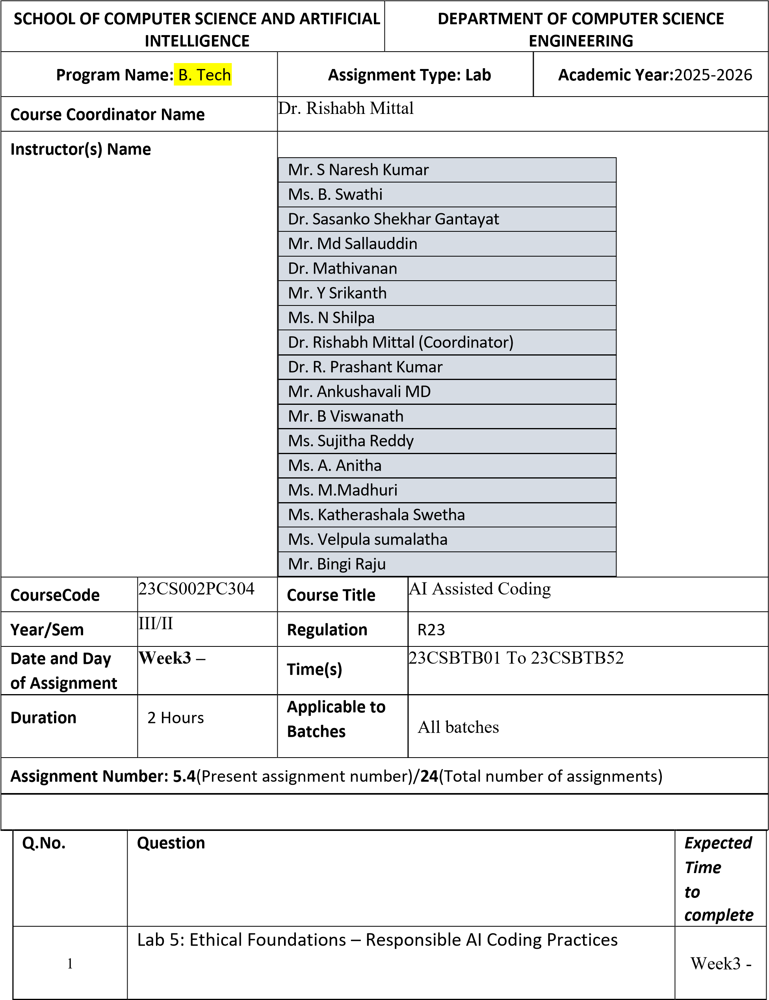 SCHOOL OF COMPUTER SCIENCE AND ARTIFICIAL
INTELLIGENCE
DEPARTMENT OF COMPUTER SCIENCE
ENGINEERING
Program Name: B. Tech
Assignment Type: Lab
Academic Year:2025-2026
Course Coordinator Name
Dr. Rishabh Mittal
Instructor(s) Name
Mr. S Naresh Kumar
Ms. B. Swathi
Dr. Sasanko Shekhar Gantayat
Mr. Md Sallauddin
Dr. Mathivanan
Mr. Y Srikanth
Ms. N Shilpa
Dr. Rishabh Mittal (Coordinator)
Dr. R. Prashant Kumar
Mr. Ankushavali MD
Mr. B Viswanath
Ms. Sujitha Reddy
Ms. A. Anitha
Ms. M.Madhuri
Ms. Katherashala Swetha
Ms. Velpula sumalatha
Mr. Bingi Raju
CourseCode
23CS002PC304
Course Title
AI Assisted Coding
Year/Sem
III/II
Regulation
R23
Date and Day
of Assignment
Week3 –
Time(s)
23CSBTB01 To 23CSBTB52
Duration
2 Hours
Applicable to
Batches
All batches
Assignment Number: 5.4(Present assignment number)/24(Total number of assignments)
Q.No.
Question
Expected
Time
to
complete
1
Lab 5: Ethical Foundations – Responsible AI Coding Practices
Week3 -